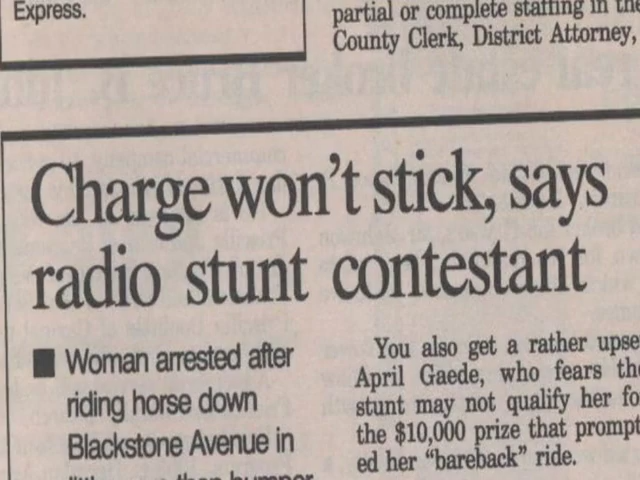 Express.
partial or complete staffing in the
County Clerk, District Attorney,
Charge won't stick, says
radio stunt contestant
■ Woman arrested after
riding horse down
Blackstone Avenue in
You also get a rather upse
April Gaede, who fears the
stunt may not qualify her fo
the $10,000 prize that prompt-
ed her “bareback” ride.